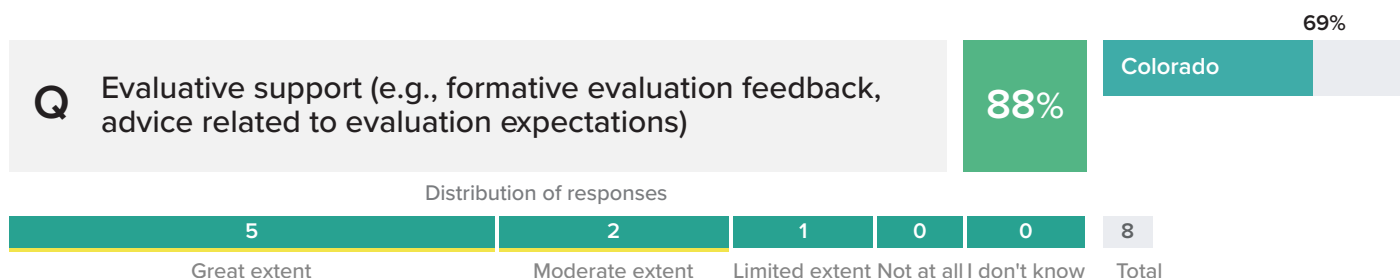 69%
Q Evaluative support (e.g., formative evaluation feedback,
advice related to evaluation expectations)
88%
Colorado
Distribution of responses
5 2 1 0 0 8
Great extent Moderate extent Limited extent Not at all I don't know Total